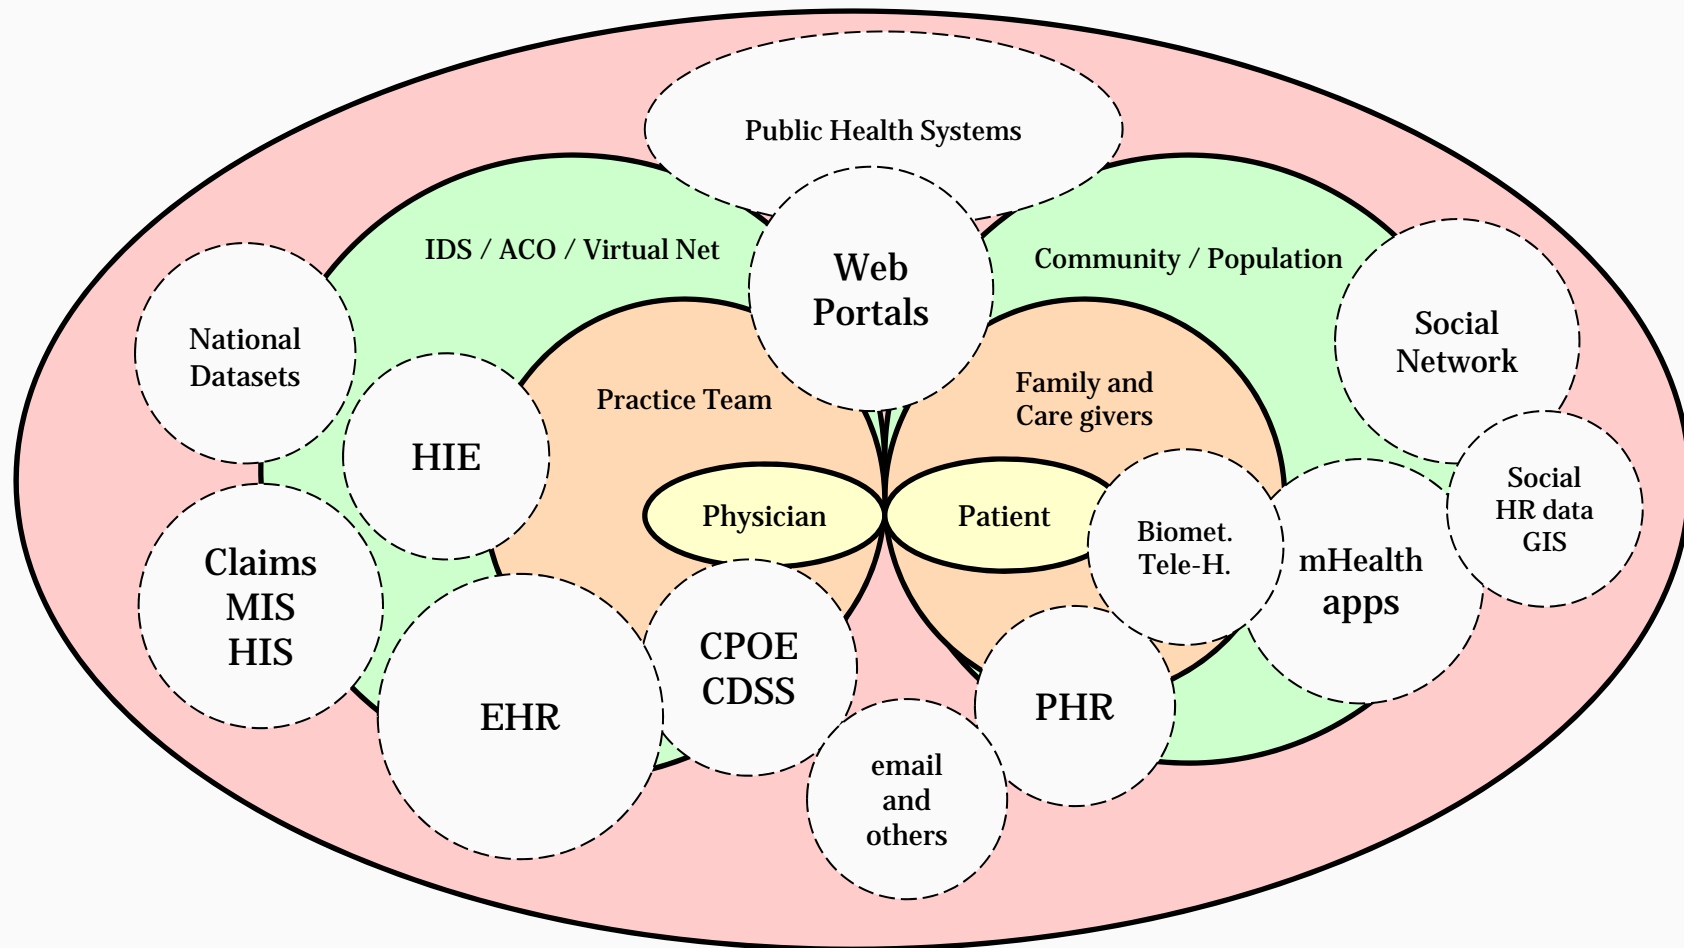 Public Health Systems
IDS / ACO / Virtual Net
Community / Population
Web
Portals
National
Datasets
Social
Network
HIE
Practice Team
Family and
Care givers
Physician
Patient
Biomet.
Tele-H.
Social
HR data
GIS
mHealth
apps
Claims
MIS
HIS
EHR
CPOE
CDSS
PHR
email
and
others